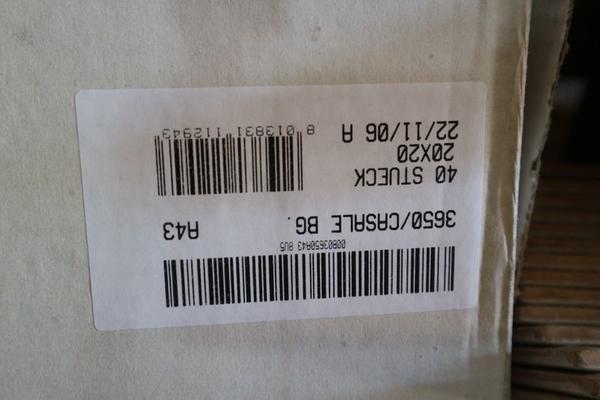 3650/CASALE BG. A43
40 STUECK
20X20
22/11/06 A
8 013831 112943